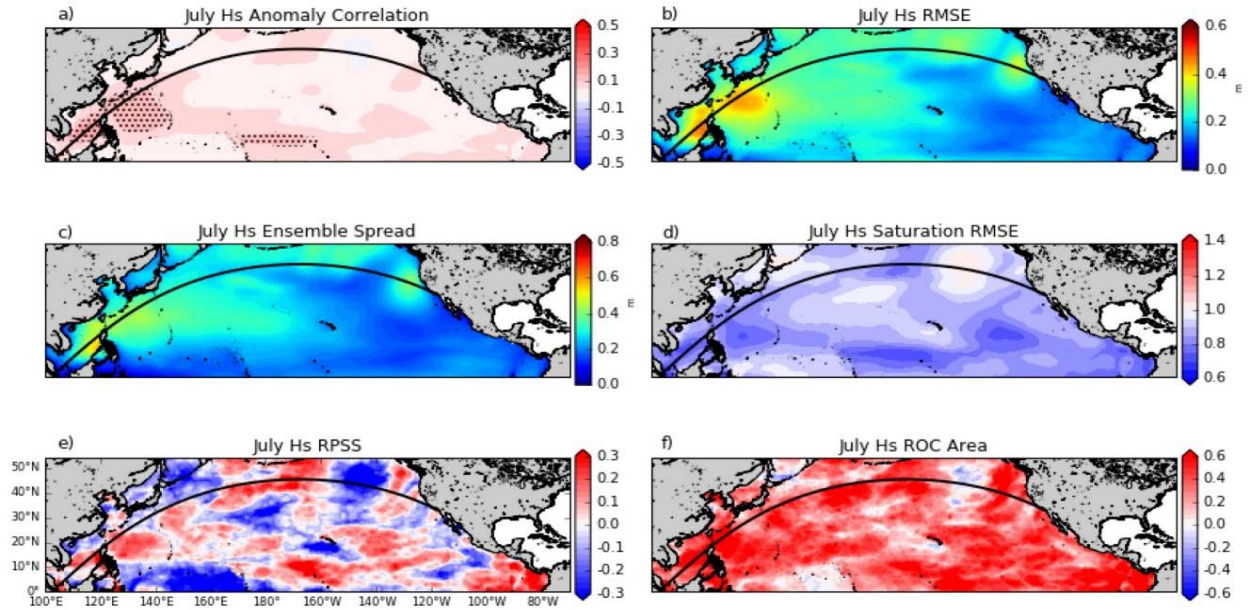 a) July Hs Anomaly Correlation
0.5
0.3
0.1
-0.1
-0.3
-0.5
b) July Hs RMSE
0.6
0.4
0.2
0.0
m
c) July Hs Ensemble Spread
0.8
0.6
0.4
0.2
0.0
m
d) July Hs Saturation RMSE
1.4
1.2
1.0
0.8
0.6
e) July Hs RPSS
50°N
40°N
30°N
20°N
10°N
0°
100°E 120°E 140°E 160°E 180° 160°W 140°W 120°W 100°W 80°W
0.3
0.2
0.1
0.0
-0.1
-0.2
-0.3
f) July Hs ROC Area
0.6
0.4
0.2
0.0
-0.2
-0.4
-0.6